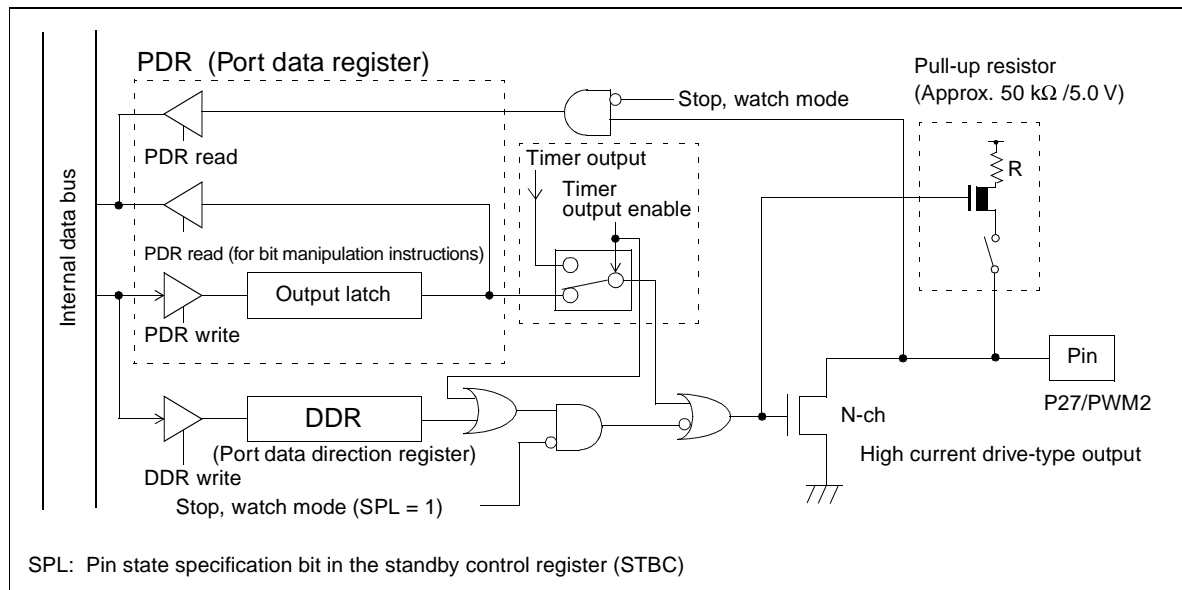 PDR (Port data register)
Pull-up resistor
(Approx. 50 kΩ /5.0 V)
Stop, watch mode
PDR read
Timer output
Timer
output enable
R
PDR read (for bit manipulation instructions)
Internal data bus
Output latch
PDR write
Pin
P27/PWM2
DDR
N-ch
(Port data direction register)
High current drive-type output
DDR write
Stop, watch mode (SPL = 1)
SPL: Pin state specification bit in the standby control register (STBC)